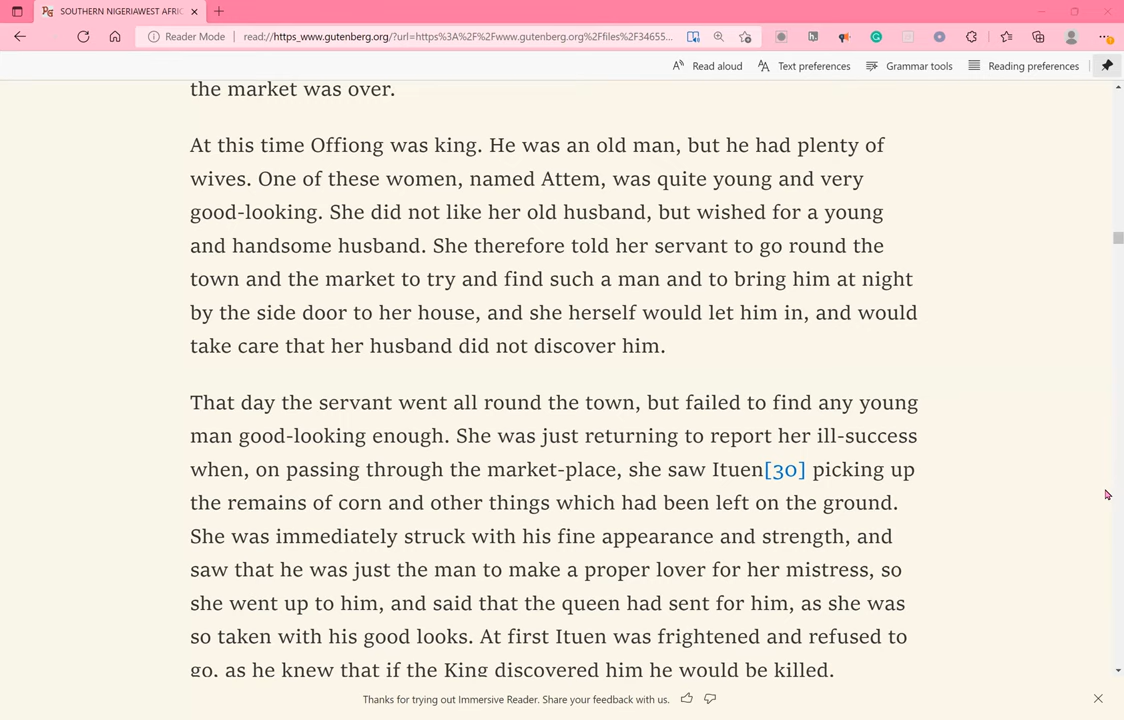 SOUTHERN NIGERIAWEST AFRIC
Reader Mode read://https_www.gutenberg.org/?url=https%3A%2F%2Fwww.gutenberg.org%2Ffiles%2F34655...
Read aloud Text preferences Grammar tools Reading preferences
the market was over.
At this time Offiong was king. He was an old man, but he had plenty of
wives. One of these women, named Attem, was quite young and very
good-looking. She did not like her old husband, but wished for a young
and handsome husband. She therefore told her servant to go round the
town and the market to try and find such a man and to bring him at night
by the side door to her house, and she herself would let him in, and would
take care that her husband did not discover him.
That day the servant went all round the town, but failed to find any young
man good-looking enough. She was just returning to report her ill-success
when, on passing through the market-place, she saw Ituen[30] picking up
the remains of corn and other things which had been left on the ground.
She was immediately struck with his fine appearance and strength, and
saw that he was just the man to make a proper lover for her mistress, so
she went up to him, and said that the queen had sent for him, as she was
so taken with his good looks. At first Ituen was frightened and refused to
go, as he knew that if the King discovered him he would be killed.
Thanks for trying out Immersive Reader. Share your feedback with us.